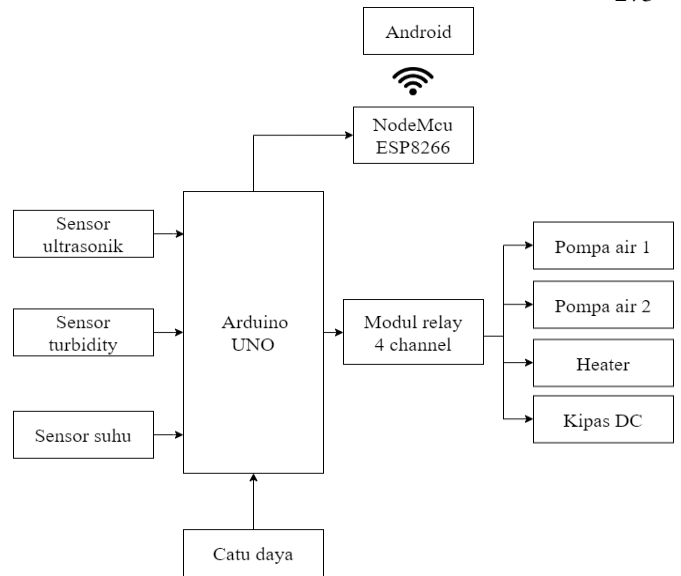 Android
NodeMcu
ESP8266
Sensor
ultrasonik
Sensor
turbidity
Sensor suhu
Arduino
UNO
Modul relay
4 channel
Pompa air 1
Pompa air 2
Heater
Kipas DC
Catu daya